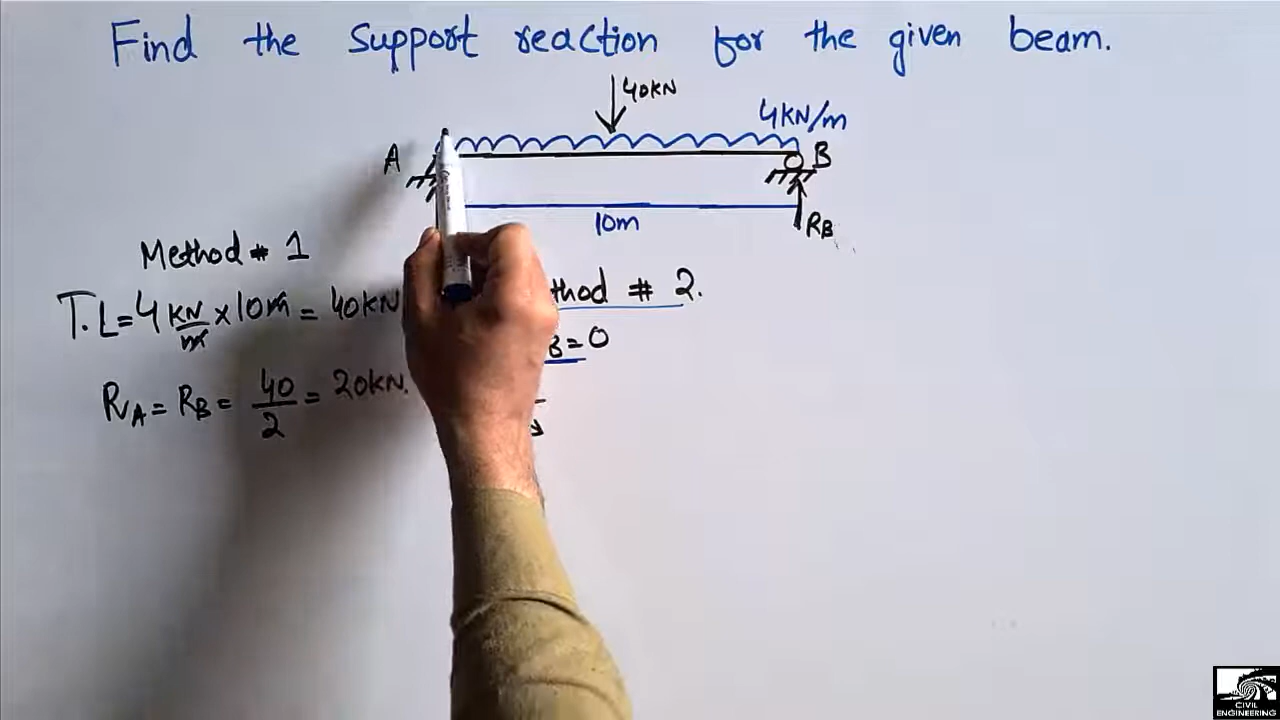 Find the support reaction for the given beam.
40KN
4KN/m
A
B
10m
RB
Method # 1
T.L = 4 KN/m x 10m = 40KN
RA = RB = 40/2 = 20KN.
# 2.
B = 0
CIVIL
ENGINEERING